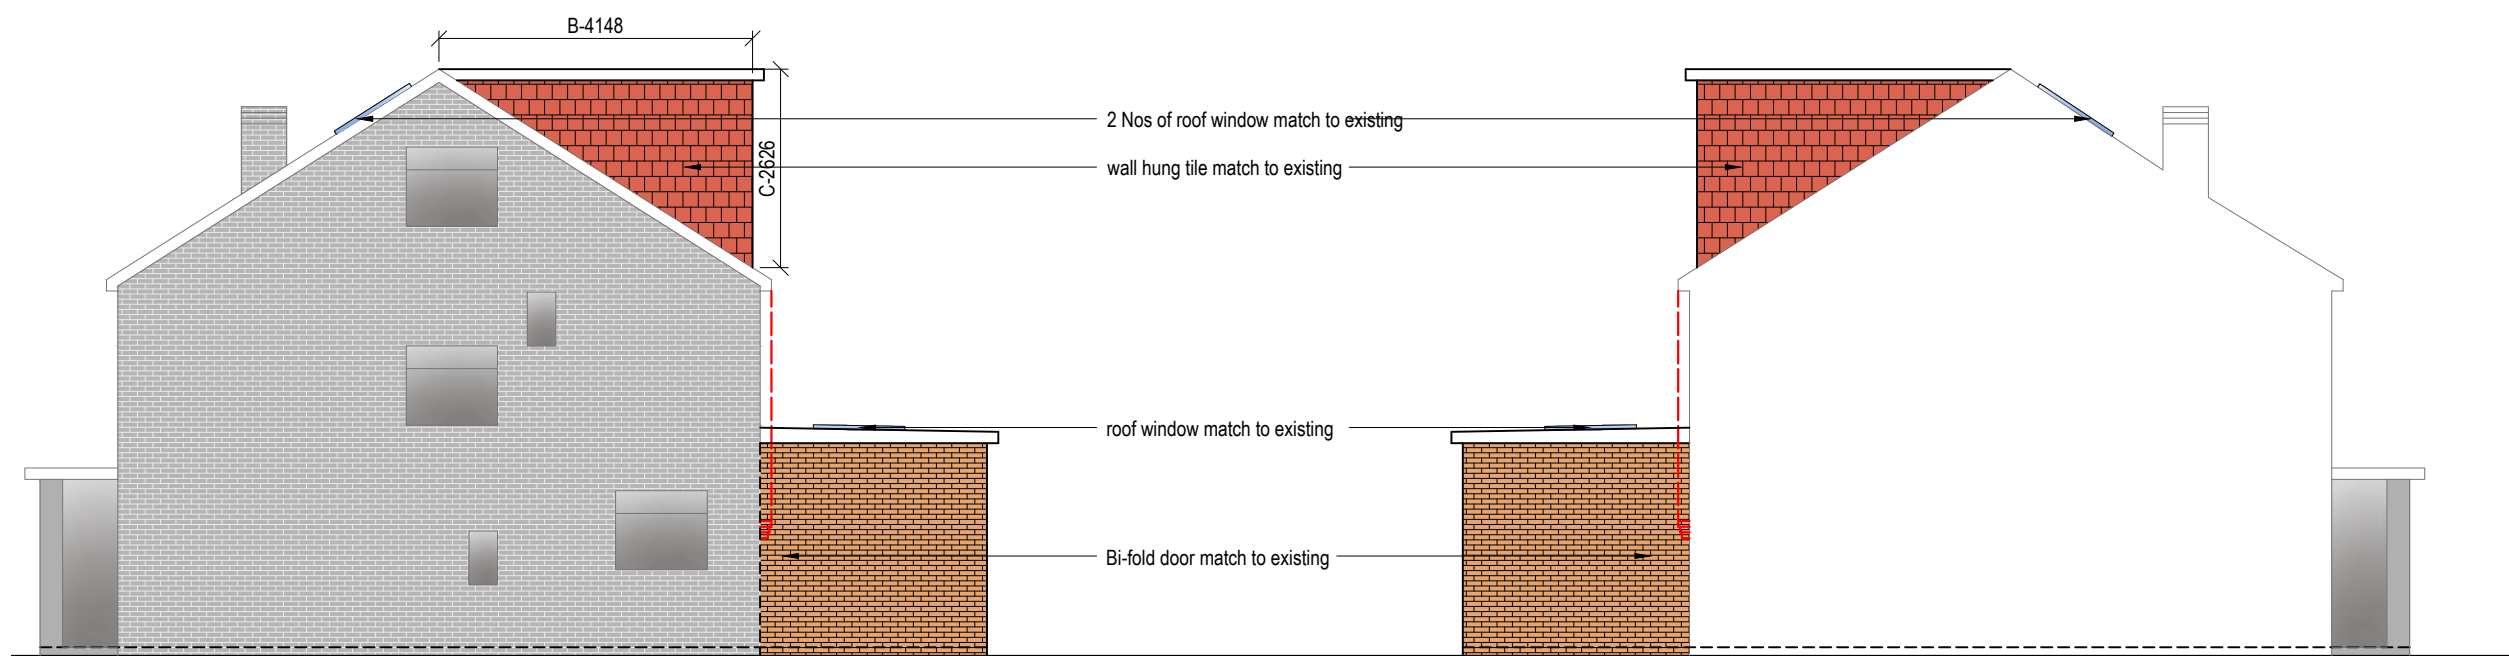 B-4148
C-2626
2 Nos of roof window match to existing
wall hung tile match to existing
roof window match to existing
Bi-fold door match to existing